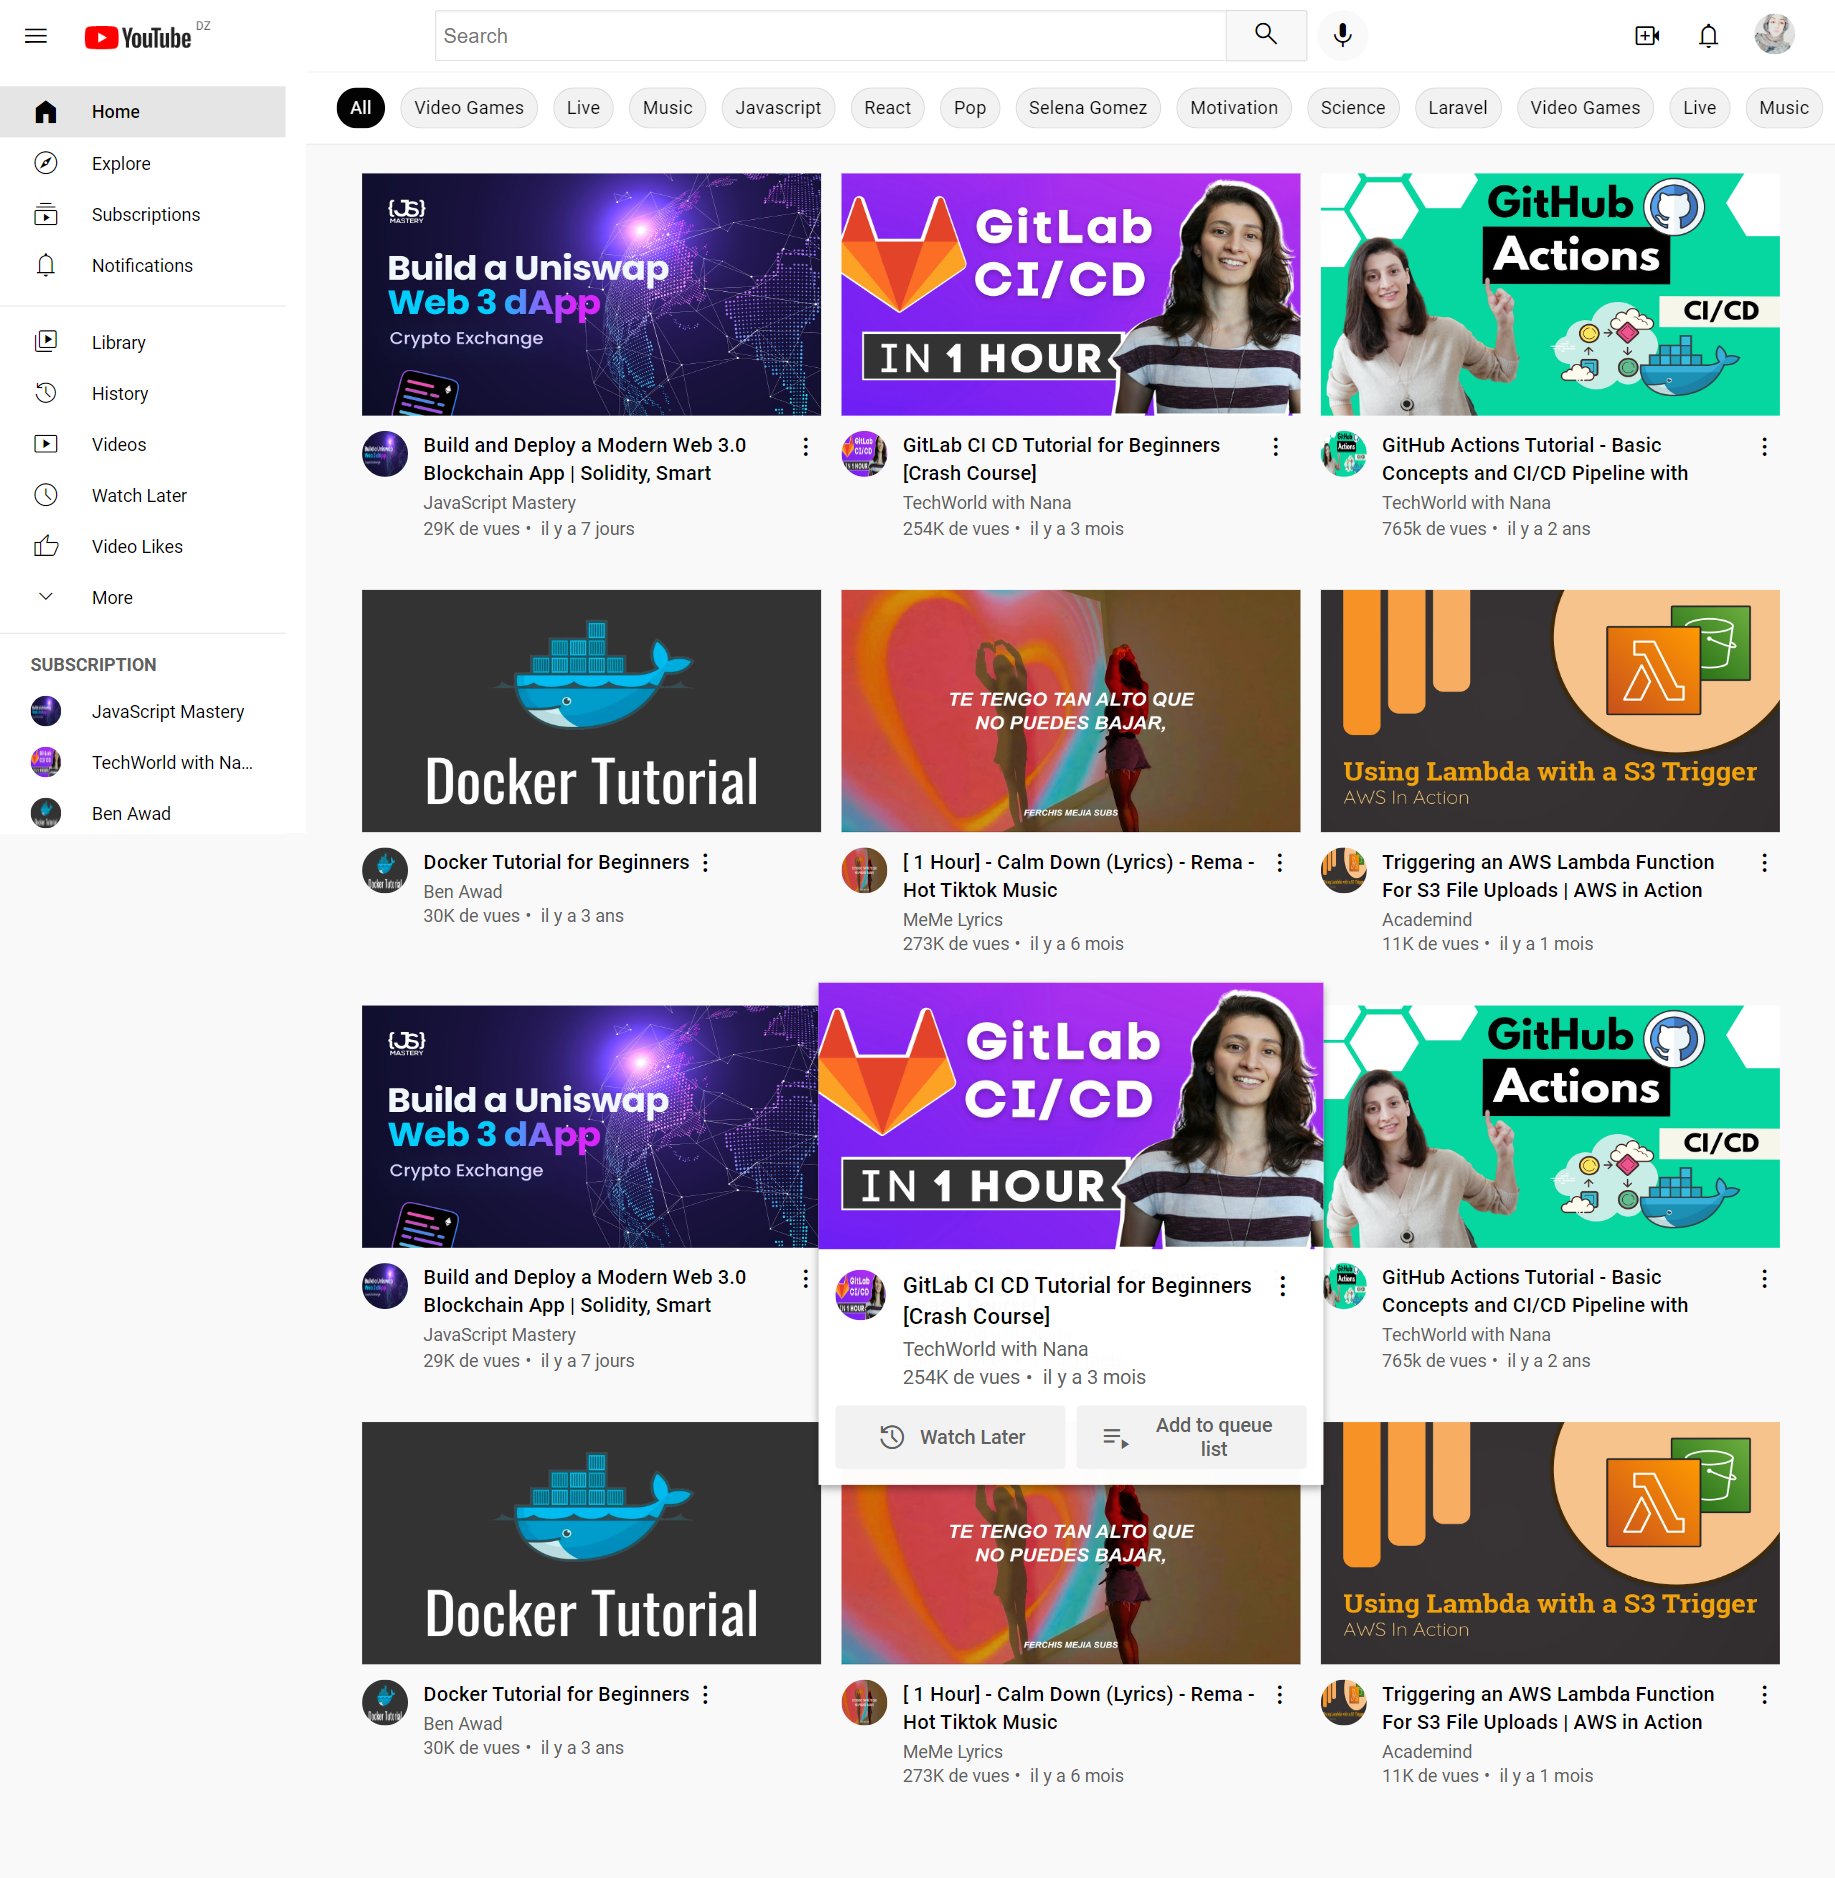 YouTube DZ
Search
Home
Explore
Subscriptions
Notifications
Library
History
Videos
Watch Later
Video Likes
More
SUBSCRIPTION
JavaScript Mastery
TechWorld with Na...
Ben Awad
All
Video Games
Live
Music
Javascript
React
Pop
Selena Gomez
Motivation
Science
Laravel
Video Games
Live
Music
{JS}
MASTERY
Build a Uniswap
Web 3 dApp
Crypto Exchange
Build and Deploy a Modern Web 3.0
Blockchain App | Solidity, Smart
JavaScript Mastery
29K de vues • il y a 7 jours
GitLab
CI/CD
IN 1 HOUR
GitLab CI CD Tutorial for Beginners
[Crash Course]
TechWorld with Nana
254K de vues • il y a 3 mois
GitHub
Actions
CI/CD
GitHub Actions Tutorial - Basic
Concepts and CI/CD Pipeline with
TechWorld with Nana
765k de vues • il y a 2 ans
Docker Tutorial
Docker Tutorial for Beginners
Ben Awad
30K de vues • il y a 3 ans
TE TENGO TAN ALTO QUE
NO PUEDES BAJAR,
FERCHIS MEJIA SUBS
[ 1 Hour] - Calm Down (Lyrics) - Rema -
Hot Tiktok Music
MeMe Lyrics
273K de vues • il y a 6 mois
Using Lambda with a S3 Trigger
AWS In Action
Triggering an AWS Lambda Function
For S3 File Uploads | AWS in Action
Academind
11K de vues • il y a 1 mois
{JS}
MASTERY
Build a Uniswap
Web 3 dApp
Crypto Exchange
Build and Deploy a Modern Web 3.0
Blockchain App | Solidity, Smart
JavaScript Mastery
29K de vues • il y a 7 jours
GitLab
CI/CD
IN 1 HOUR
GitLab CI CD Tutorial for Beginners
[Crash Course]
TechWorld with Nana
254K de vues • il y a 3 mois
Watch Later
Add to queue
list
GitHub
Actions
CI/CD
GitHub Actions Tutorial - Basic
Concepts and CI/CD Pipeline with
TechWorld with Nana
765k de vues • il y a 2 ans
Docker Tutorial
Docker Tutorial for Beginners
Ben Awad
30K de vues • il y a 3 ans
TE TENGO TAN ALTO QUE
NO PUEDES BAJAR,
FERCHIS MEJIA SUBS
[ 1 Hour] - Calm Down (Lyrics) - Rema -
Hot Tiktok Music
MeMe Lyrics
273K de vues • il y a 6 mois
Using Lambda with a S3 Trigger
AWS In Action
Triggering an AWS Lambda Function
For S3 File Uploads | AWS in Action
Academind
11K de vues • il y a 1 mois